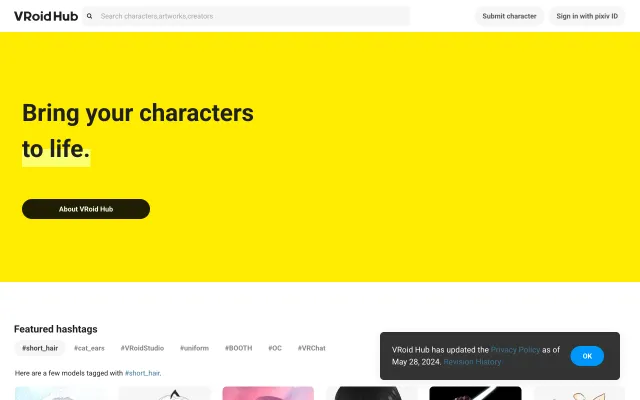 VRoid Hub
Search characters,artworks,creators
Submit character
Sign in with pixiv ID
Bring your characters
to life.
About VRoid Hub
Featured hashtags
#short_hair #cat_ears #VRoidStudio #uniform #BOOTH #OC #VRChat
Here are a few models tagged with #short_hair.
VRoid Hub has updated the Privacy Policy as of
May 28, 2024. Revision History
OK